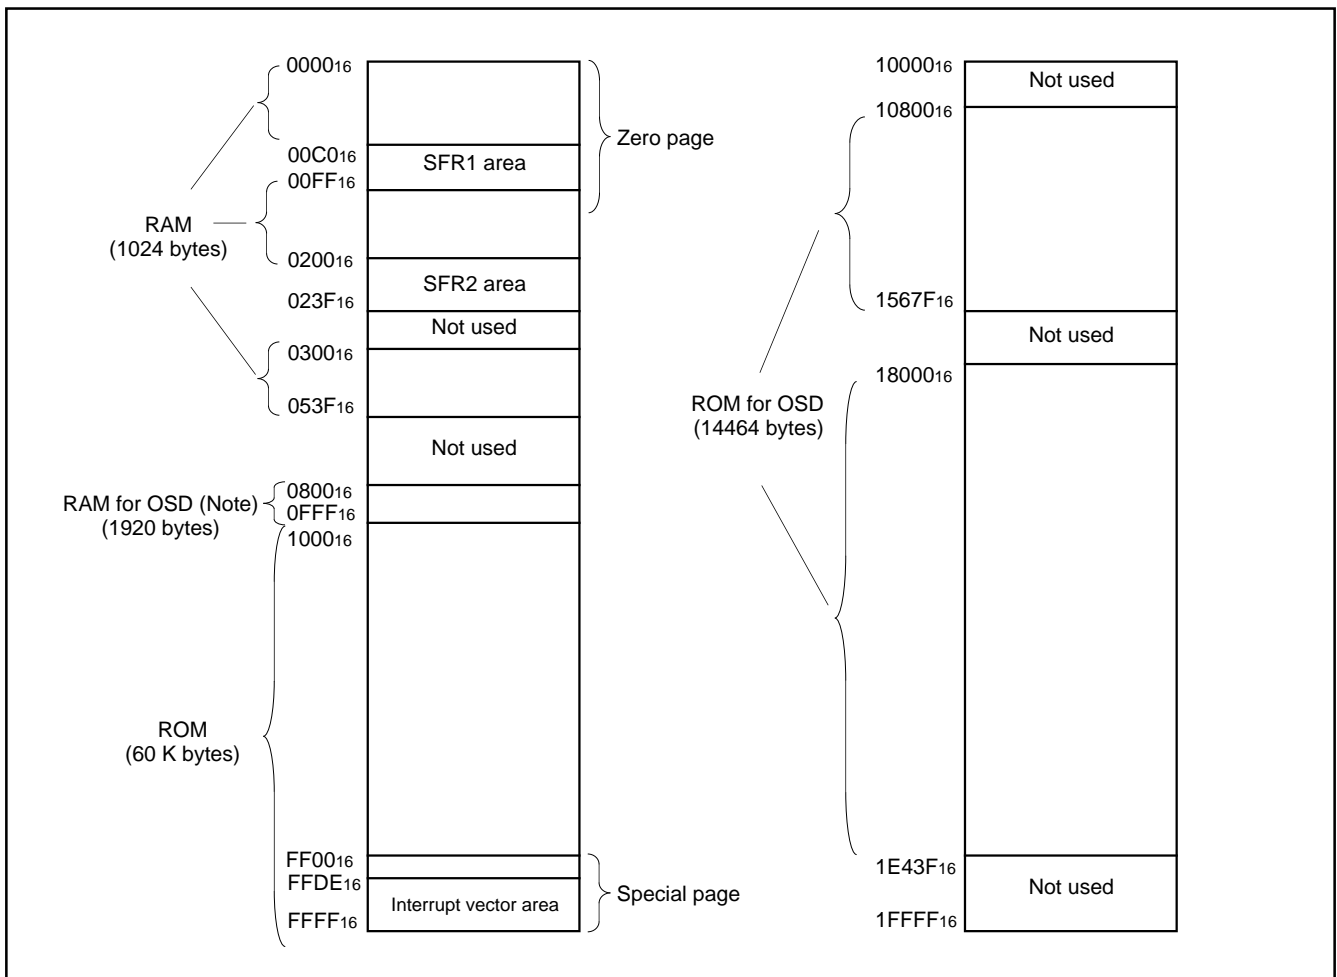 0000₁₆
00C0₁₆
SFR1 area
00FF₁₆
Zero page
RAM
(1024 bytes)
0200₁₆
SFR2 area
023F₁₆
Not used
0300₁₆
053F₁₆
Not used
RAM for OSD (Note)
(1920 bytes)
0800₁₆
0FFF₁₆
1000₁₆
ROM
(60 K bytes)
FF00₁₆
FFDE₁₆
Interrupt vector area
FFFF₁₆
Special page
10000₁₆
Not used
10800₁₆
1567F₁₆
Not used
18000₁₆
ROM for OSD
(14464 bytes)
1E43F₁₆
Not used
1FFFF₁₆